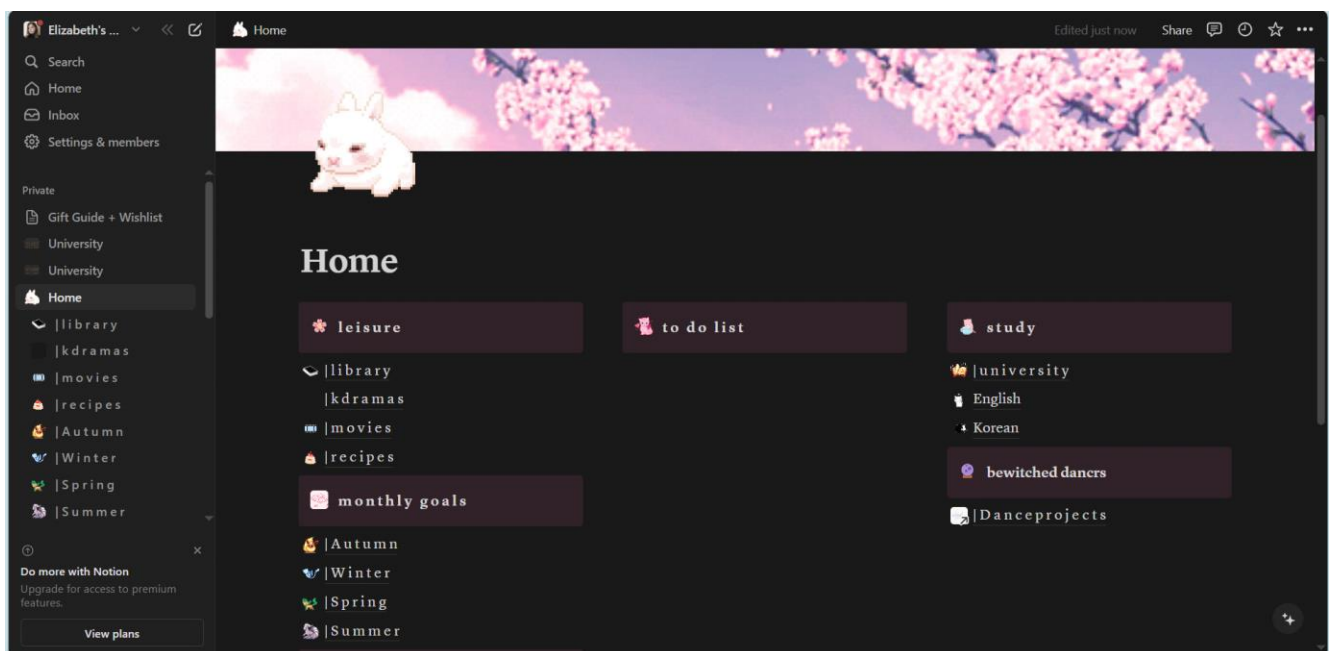 Elizabeth's ...
Search
Home
Inbox
Settings & members
Private
Gift Guide + Wishlist
University
University
Home
|library
|kdramas
|movies
|recipes
|Autumn
|Winter
|Spring
|Summer
Do more with Notion
Upgrade for access to premium
features.
View plans
Home
Edited just now
Share
Home
leisure
|library
|kdramas
|movies
|recipes
monthly goals
|Autumn
|Winter
|Spring
|Summer
to do list
study
|university
English
Korean
bewitched dancrs
|Danceprojects